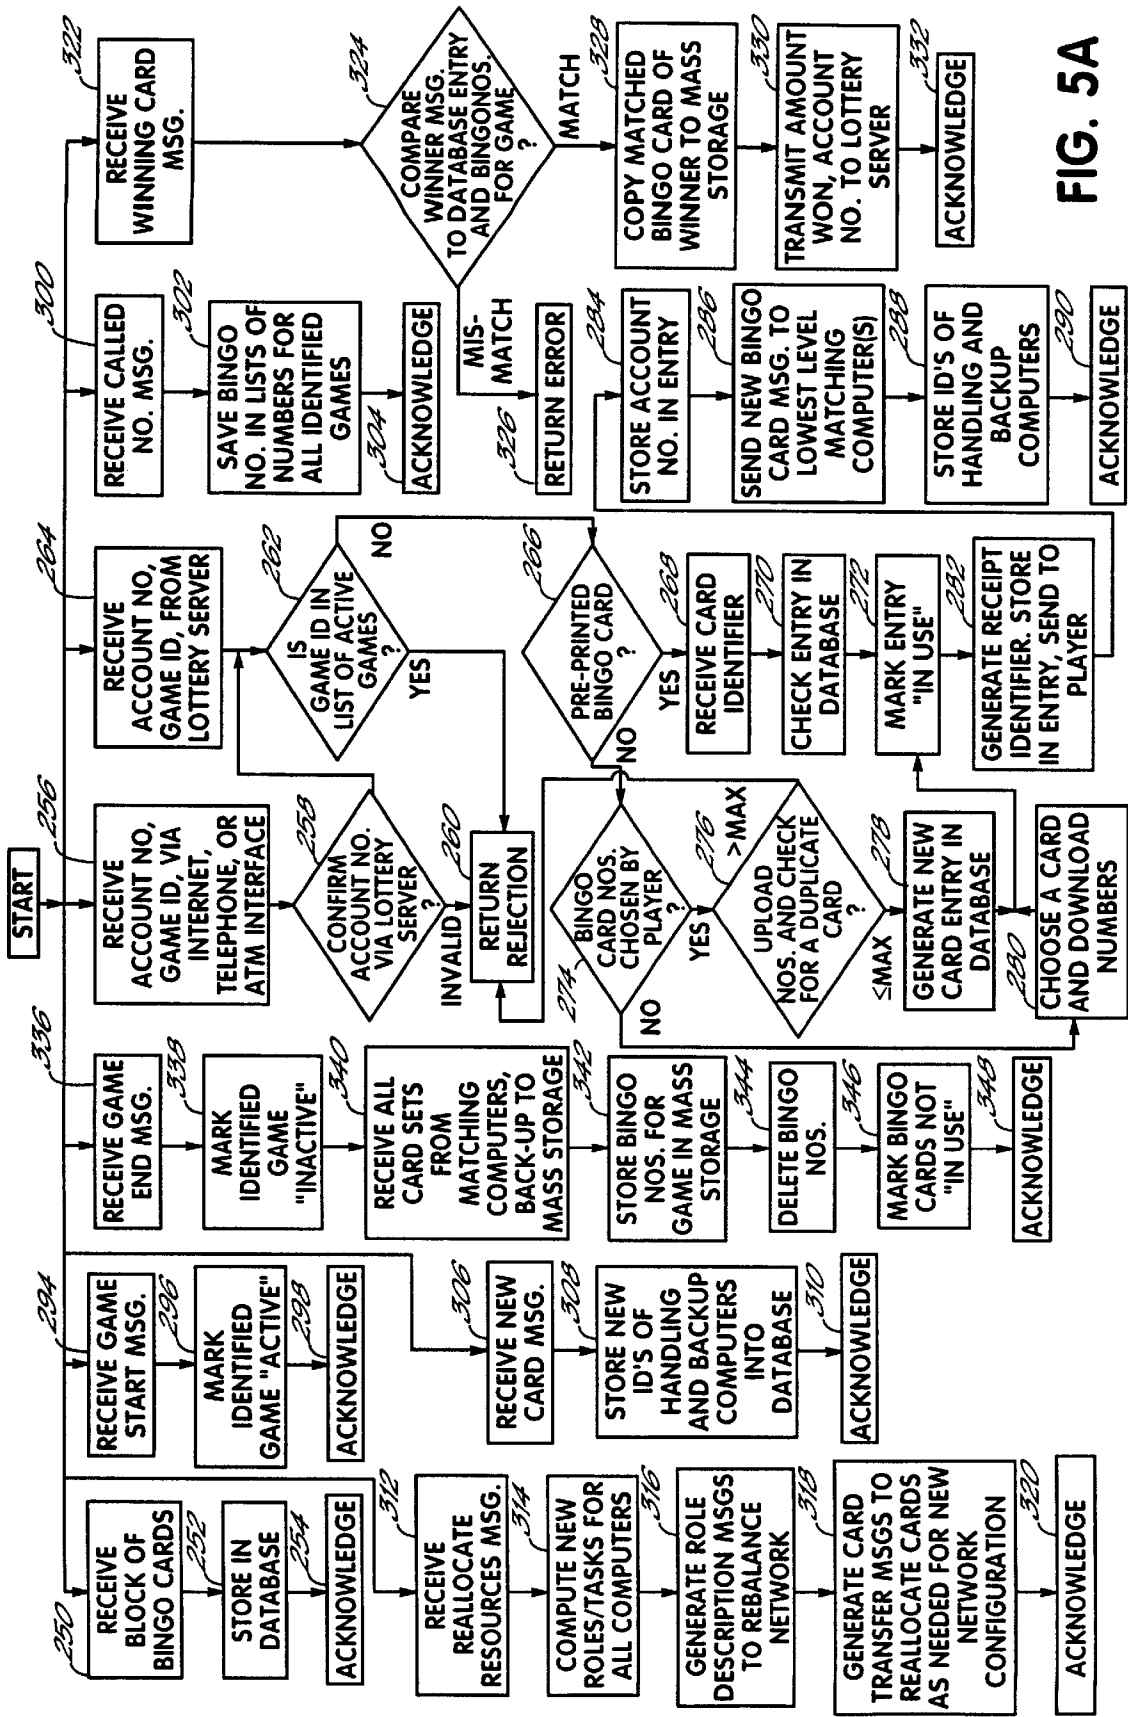 START
250
RECEIVE
BLOCK OF
BINGO CARDS
252
STORE IN
DATABASE
254
ACKNOWLEDGE
294
RECEIVE GAME
START MSG.
296
MARK
IDENTIFIED
GAME "ACTIVE"
298
ACKNOWLEDGE
312
RECEIVE
REALLOCATE
RESOURCES MSG.
314
COMPUTE NEW
ROLES/TASKS FOR
ALL COMPUTERS
316
GENERATE ROLE
DESCRIPTION MSGS
TO REBALANCE
NETWORK
318
GENERATE CARD
TRANSFER MSGS TO
REALLOCATE CARDS
AS NEEDED FOR NEW
NETWORK
CONFIGURATION
320
ACKNOWLEDGE
306
RECEIVE NEW
CARD MSG.
308
STORE NEW
ID'S OF
HANDLING
AND BACKUP
COMPUTERS
INTO
DATABASE
310
ACKNOWLEDGE
336
RECEIVE GAME
END MSG.
338
MARK
IDENTIFIED
GAME
"INACTIVE"
340
RECEIVE ALL
CARD SETS
FROM
MATCHING
COMPUTERS,
BACK-UP TO
MASS STORAGE
342
STORE BINGO
NOS. FOR
GAME IN MASS
STORAGE
344
DELETE BINGO
NOS.
346
MARK BINGO
CARDS NOT
"IN USE"
348
ACKNOWLEDGE
256
RECEIVE
ACCOUNT NO,
GAME ID, VIA
INTERNET,
TELEPHONE, OR
ATM INTERFACE
258
CONFIRM
ACCOUNT NO.
VIA LOTTERY
SERVER
?
INVALID
260
RETURN
REJECTION
264
RECEIVE
ACCOUNT NO,
GAME ID, FROM
LOTTERY SERVER
262
IS
GAME ID IN
LIST OF ACTIVE
GAMES
?
NO
YES
266
PRE-PRINTED
BINGO CARD
?
NO
YES
268
RECEIVE CARD
IDENTIFIER
270
CHECK ENTRY IN
DATABASE
272
MARK ENTRY
"IN USE"
282
GENERATE RECEIPT
IDENTIFIER. STORE
IN ENTRY, SEND TO
PLAYER
274
BINGO
CARD NOS.
CHOSEN BY
PLAYER
?
NO
YES
276
>MAX
UPLOAD
NOS. AND CHECK
FOR A DUPLICATE
CARD
?
≤MAX
278
GENERATE NEW
CARD ENTRY IN
DATABASE
280
CHOOSE A CARD
AND DOWNLOAD
NUMBERS
300
RECEIVE CALLED
NO. MSG.
302
SAVE BINGO
NO. IN LISTS OF
NUMBERS FOR
ALL IDENTIFIED
GAMES
304
ACKNOWLEDGE
322
RECEIVE
WINNING CARD
MSG.
324
COMPARE
WINNER MSG.
TO DATABASE ENTRY
AND BINGONOS.
FOR GAME
?
MIS-
MATCH
MATCH
326
RETURN ERROR
328
COPY MATCHED
BINGO CARD OF
WINNER TO MASS
STORAGE
330
TRANSMIT AMOUNT
WON, ACCOUNT
NO. TO LOTTERY
SERVER
332
ACKNOWLEDGE
284
STORE ACCOUNT
NO. IN ENTRY
286
SEND NEW BINGO
CARD MSG. TO
LOWEST LEVEL
MATCHING
COMPUTER(S)
288
STORE ID'S OF
HANDLING AND
BACKUP
COMPUTERS
290
ACKNOWLEDGE
FIG. 5A